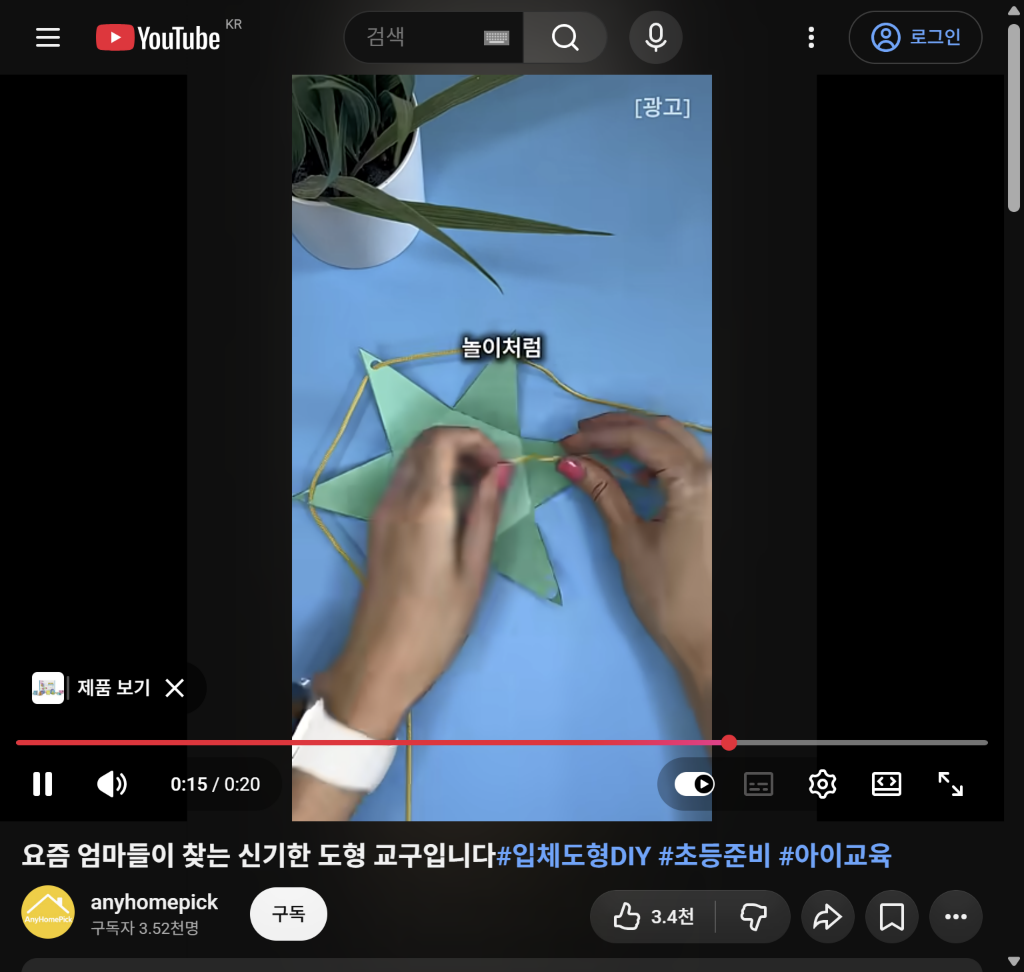 YouTube KR
검색
로그인
[광고]
놀이처럼
제품 보기
0:15 / 0:20
요즘 엄마들이 찾는 신기한 도형 교구입니다#입체도형DIY #초등준비 #아이교육
AnyHomePick
anyhomepick
구독자 3.52천명
구독
3.4천